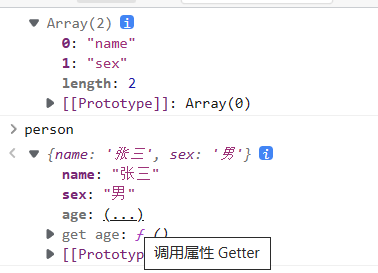 Array(2) i
0: "name"
1: "sex"
length: 2
[[Prototype]]: Array(0)
person
{name: '张三', sex: '男'} i
name: "张三"
sex: "男"
age: (...)
get age: ƒ ()
[[Prototyp
调用属性 Getter